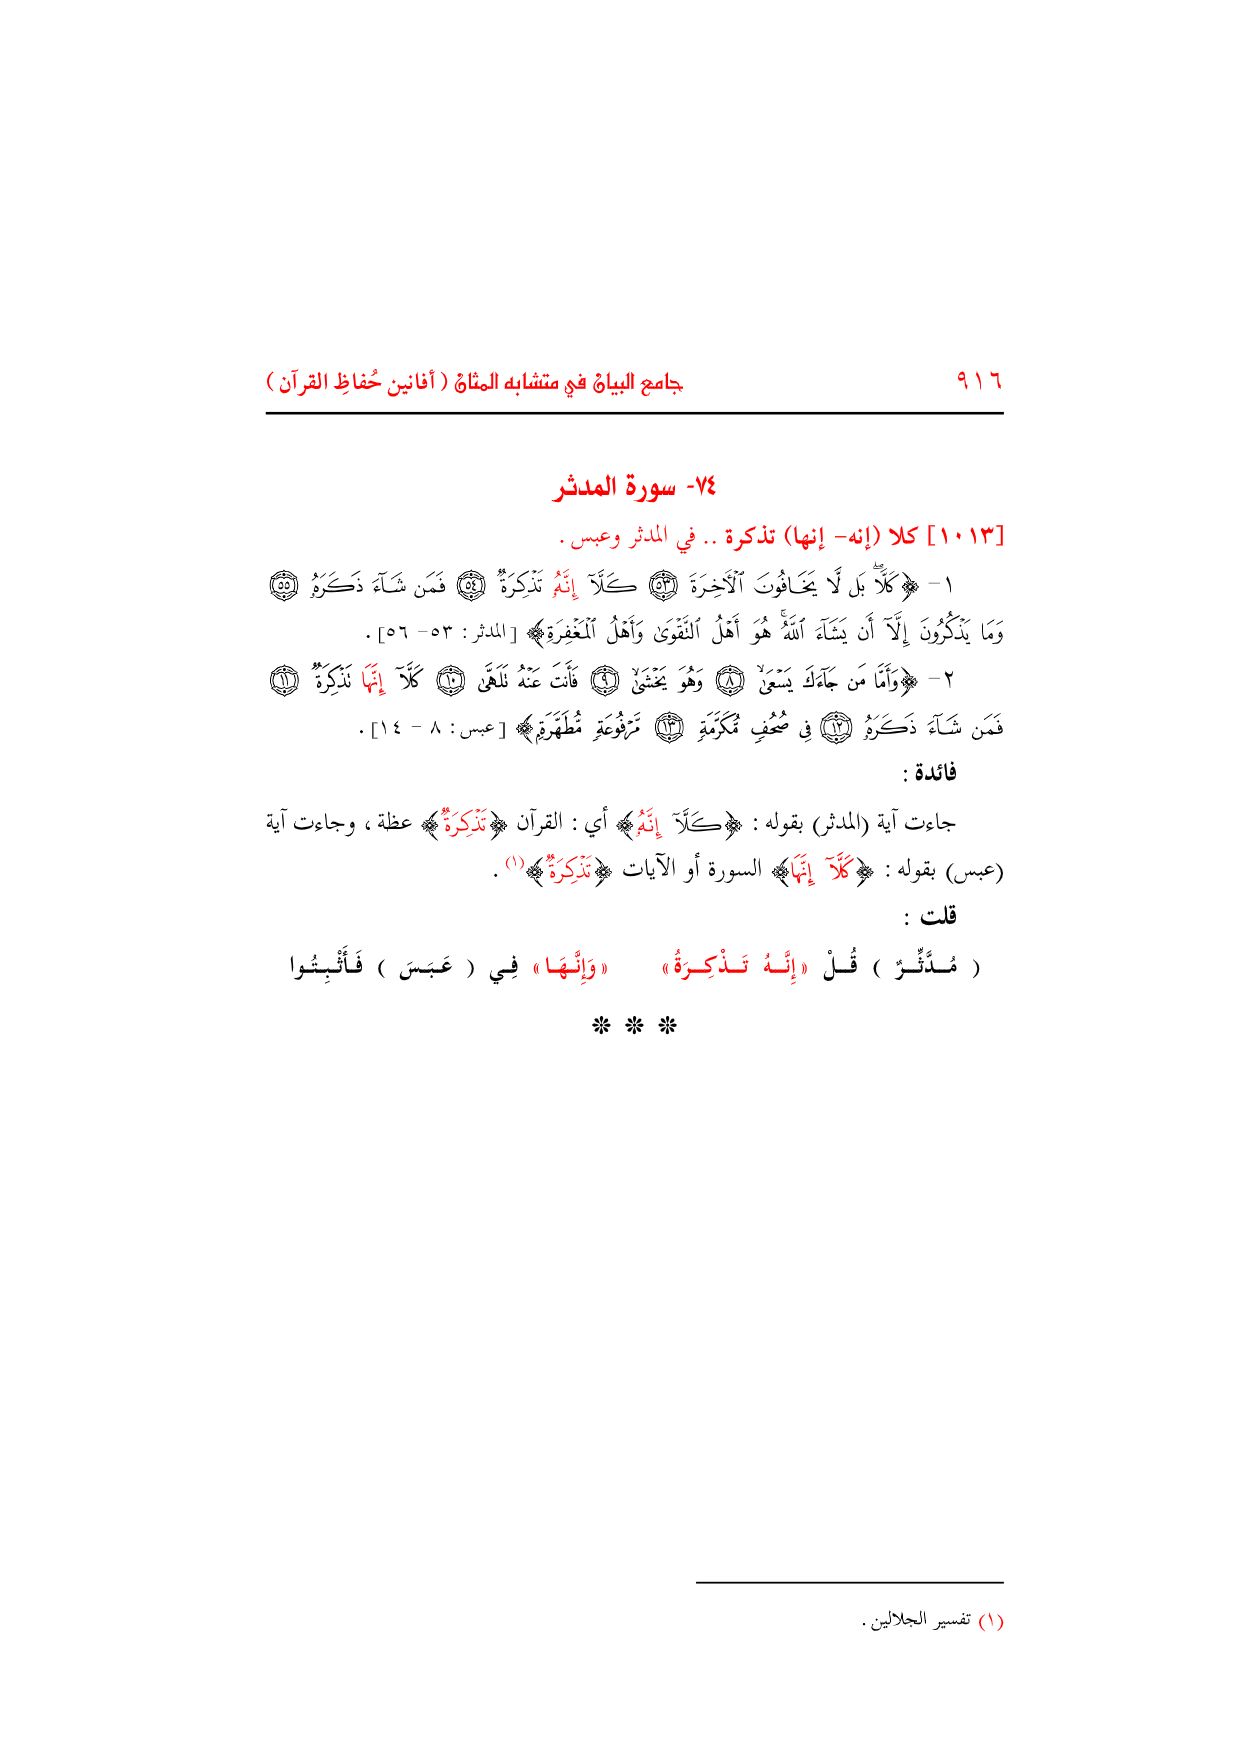 ٩١٦ جامع البيان في متشابه المثان ( أفانين حُفاظِ القرآن )
٧٤- سورة المدثر
[١٠١٣] كلا (إنه- إنها) تذكرة .. في المدثر وعبس .
١- ﴿كَلَّاۖ بَل لَّا يَخَافُونَ ٱلْأٓخِرَةَ ٥٣ كَلَّآ إِنَّهُۥ تَذْكِرَةٌ ٥٤ فَمَن شَآءَ ذَكَرَهُۥ ٥٥
وَمَا يَذْكُرُونَ إِلَّآ أَن يَشَآءَ ٱللَّهُۚ هُوَ أَهْلُ ٱلتَّقْوَىٰ وَأَهْلُ ٱلْمَغْفِرَةِ﴾ [المدثر : ٥٣- ٥٦] .
٢- ﴿وَأَمَّا مَن جَآءَكَ يَسْعَىٰ ٨ وَهُوَ يَخْشَىٰ ٩ فَأَنتَ عَنْهُ تَلَهَّىٰ ١٠ كَلَّآ إِنَّهَا تَذْكِرَةٌ ١١
فَمَن شَآءَ ذَكَرَهُۥ ١٢ فِى صُحُفٍ مُّكَرَّمَةٍ ١٣ مَّرْفُوعَةٍ مُّطَهَّرَةٍ﴾ [عبس : ٨ - ١٤] .
فائدة :
جاءت آية (المدثر) بقوله : ﴿كَلَّآ إِنَّهُۥ﴾ أي : القرآن ﴿تَذْكِرَةٌ﴾ عظة ، وجاءت آية
(عبس) بقوله : ﴿كَلَّآ إِنَّهَا﴾ السورة أو الآيات ﴿تَذْكِرَةٌ﴾(١) .
قلت :
( مُـدَّثِّـرٌ ) قُـلْ «إِنَّـهُ تَـذْكِـرَةُ» «وَإِنَّـهَـا» فِـي ( عَـبَـسَ ) فَـأَثْـبِـتُـوا
* * *
(١) تفسير الجلالين .